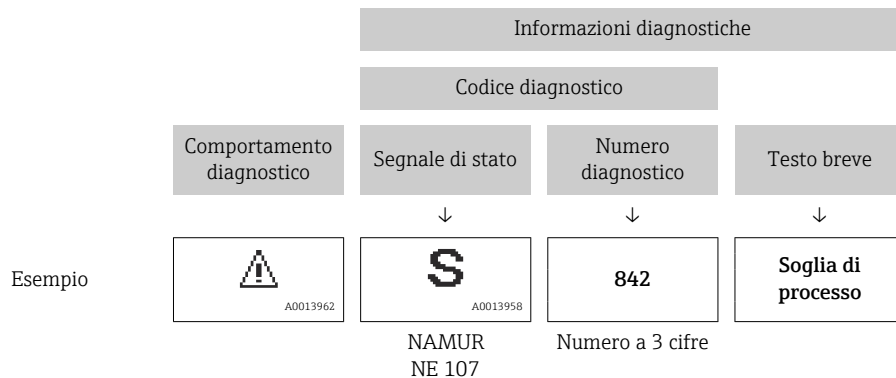 Informazioni diagnostiche
Codice diagnostico
Comportamento
diagnostico
Segnale di stato
Numero
diagnostico
Testo breve
↓ ↓ ↓
Esempio
A0013962
S
A0013958
842
Soglia di
processo
NAMUR
NE 107
Numero a 3 cifre